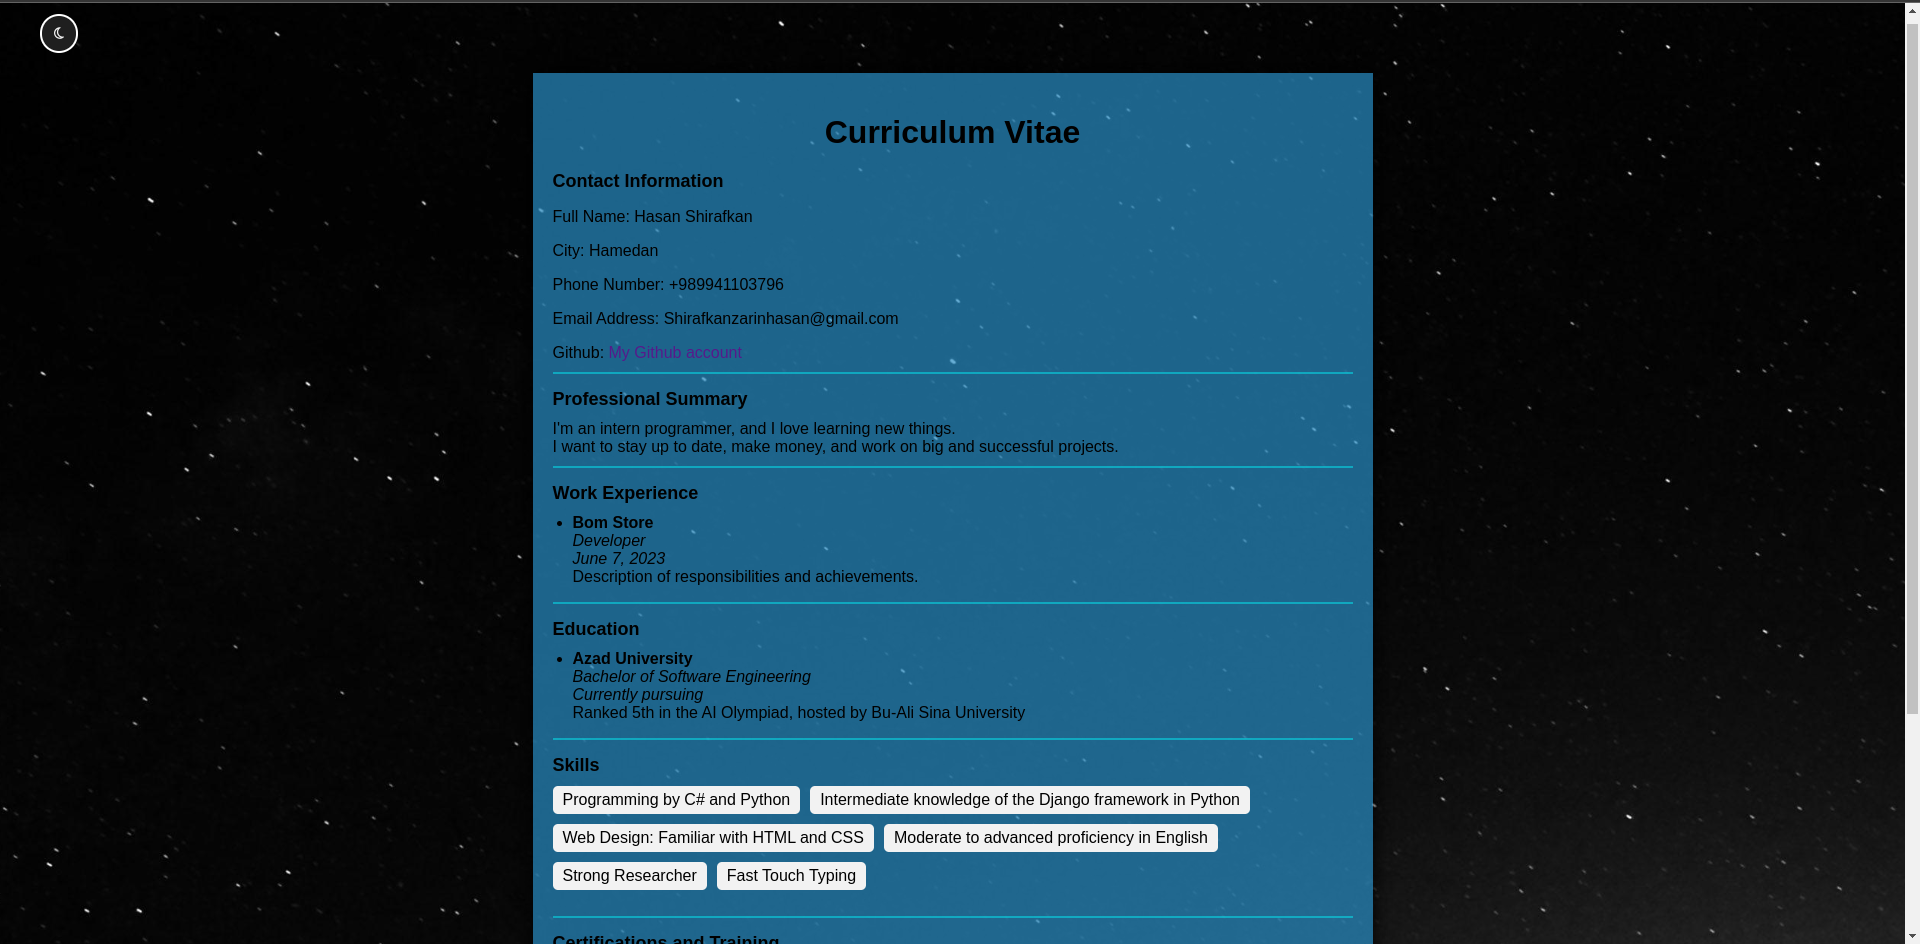 Curriculum Vitae
Contact Information
Full Name: Hasan Shirafkan
City: Hamedan
Phone Number: +989941103796
Email Address: Shirafkanzarinhasan@gmail.com
Github: My Github account
Professional Summary
I'm an intern programmer, and I love learning new things.
I want to stay up to date, make money, and work on big and successful projects.
Work Experience
Bom Store
Developer
June 7, 2023
Description of responsibilities and achievements.
Education
Azad University
Bachelor of Software Engineering
Currently pursuing
Ranked 5th in the AI Olympiad, hosted by Bu-Ali Sina University
Skills
Programming by C# and Python Intermediate knowledge of the Django framework in Python
Web Design: Familiar with HTML and CSS Moderate to advanced proficiency in English
Strong Researcher Fast Touch Typing
Certifications and Training